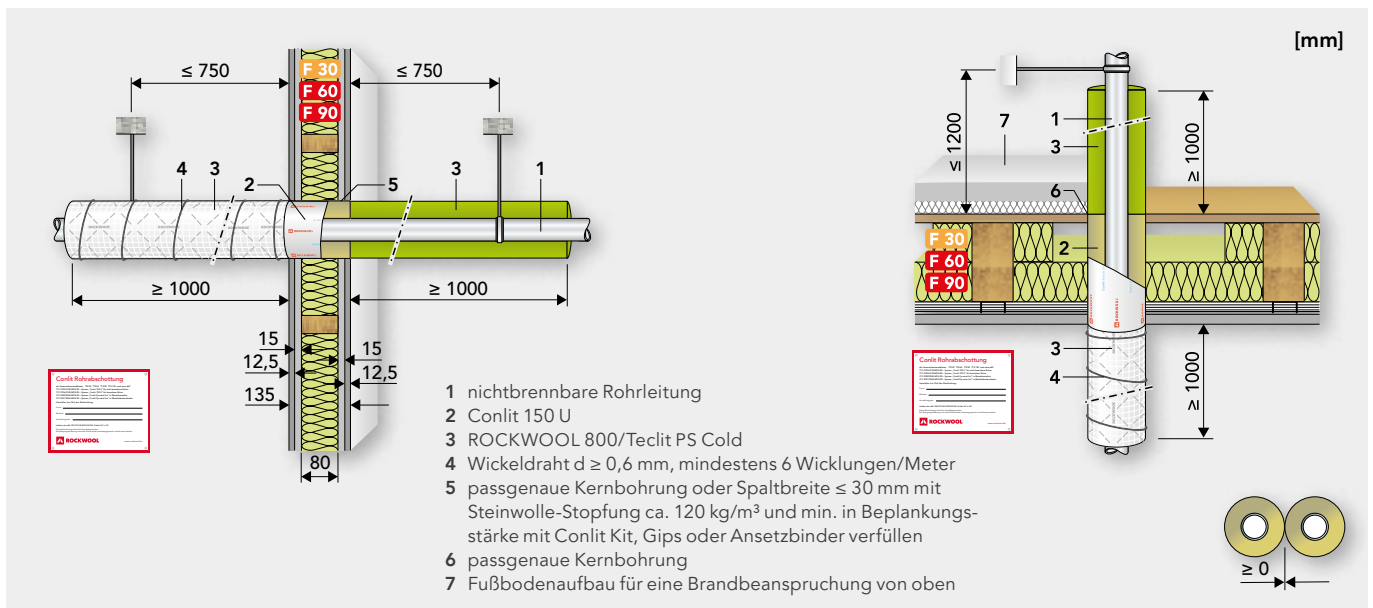 [mm]
≤ 750
≤ 750
F 30
F 60
F 90
4
3
2
5
3
1
≥ 1000
≥ 1000
15
12,5
135
15
12,5
80
Conlit Rohrabschottung
ROCKWOOL
≤ 1200
7
1
3
6
2
≥ 1000
F 30
F 60
F 90
3
4
≥ 1000
Conlit Rohrabschottung
ROCKWOOL
1 nichtbrennbare Rohrleitung
2 Conlit 150 U
3 ROCKWOOL 800/Teclit PS Cold
4 Wickeldraht d ≥ 0,6 mm, mindestens 6 Wicklungen/Meter
5 passgenaue Kernbohrung oder Spaltbreite ≤ 30 mm mit
Steinwolle-Stopfung ca. 120 kg/m³ und min. in Beplankungs-
stärke mit Conlit Kit, Gips oder Ansetzbinder verfüllen
6 passgenaue Kernbohrung
7 Fußbodenaufbau für eine Brandbeanspruchung von oben
≥ 0